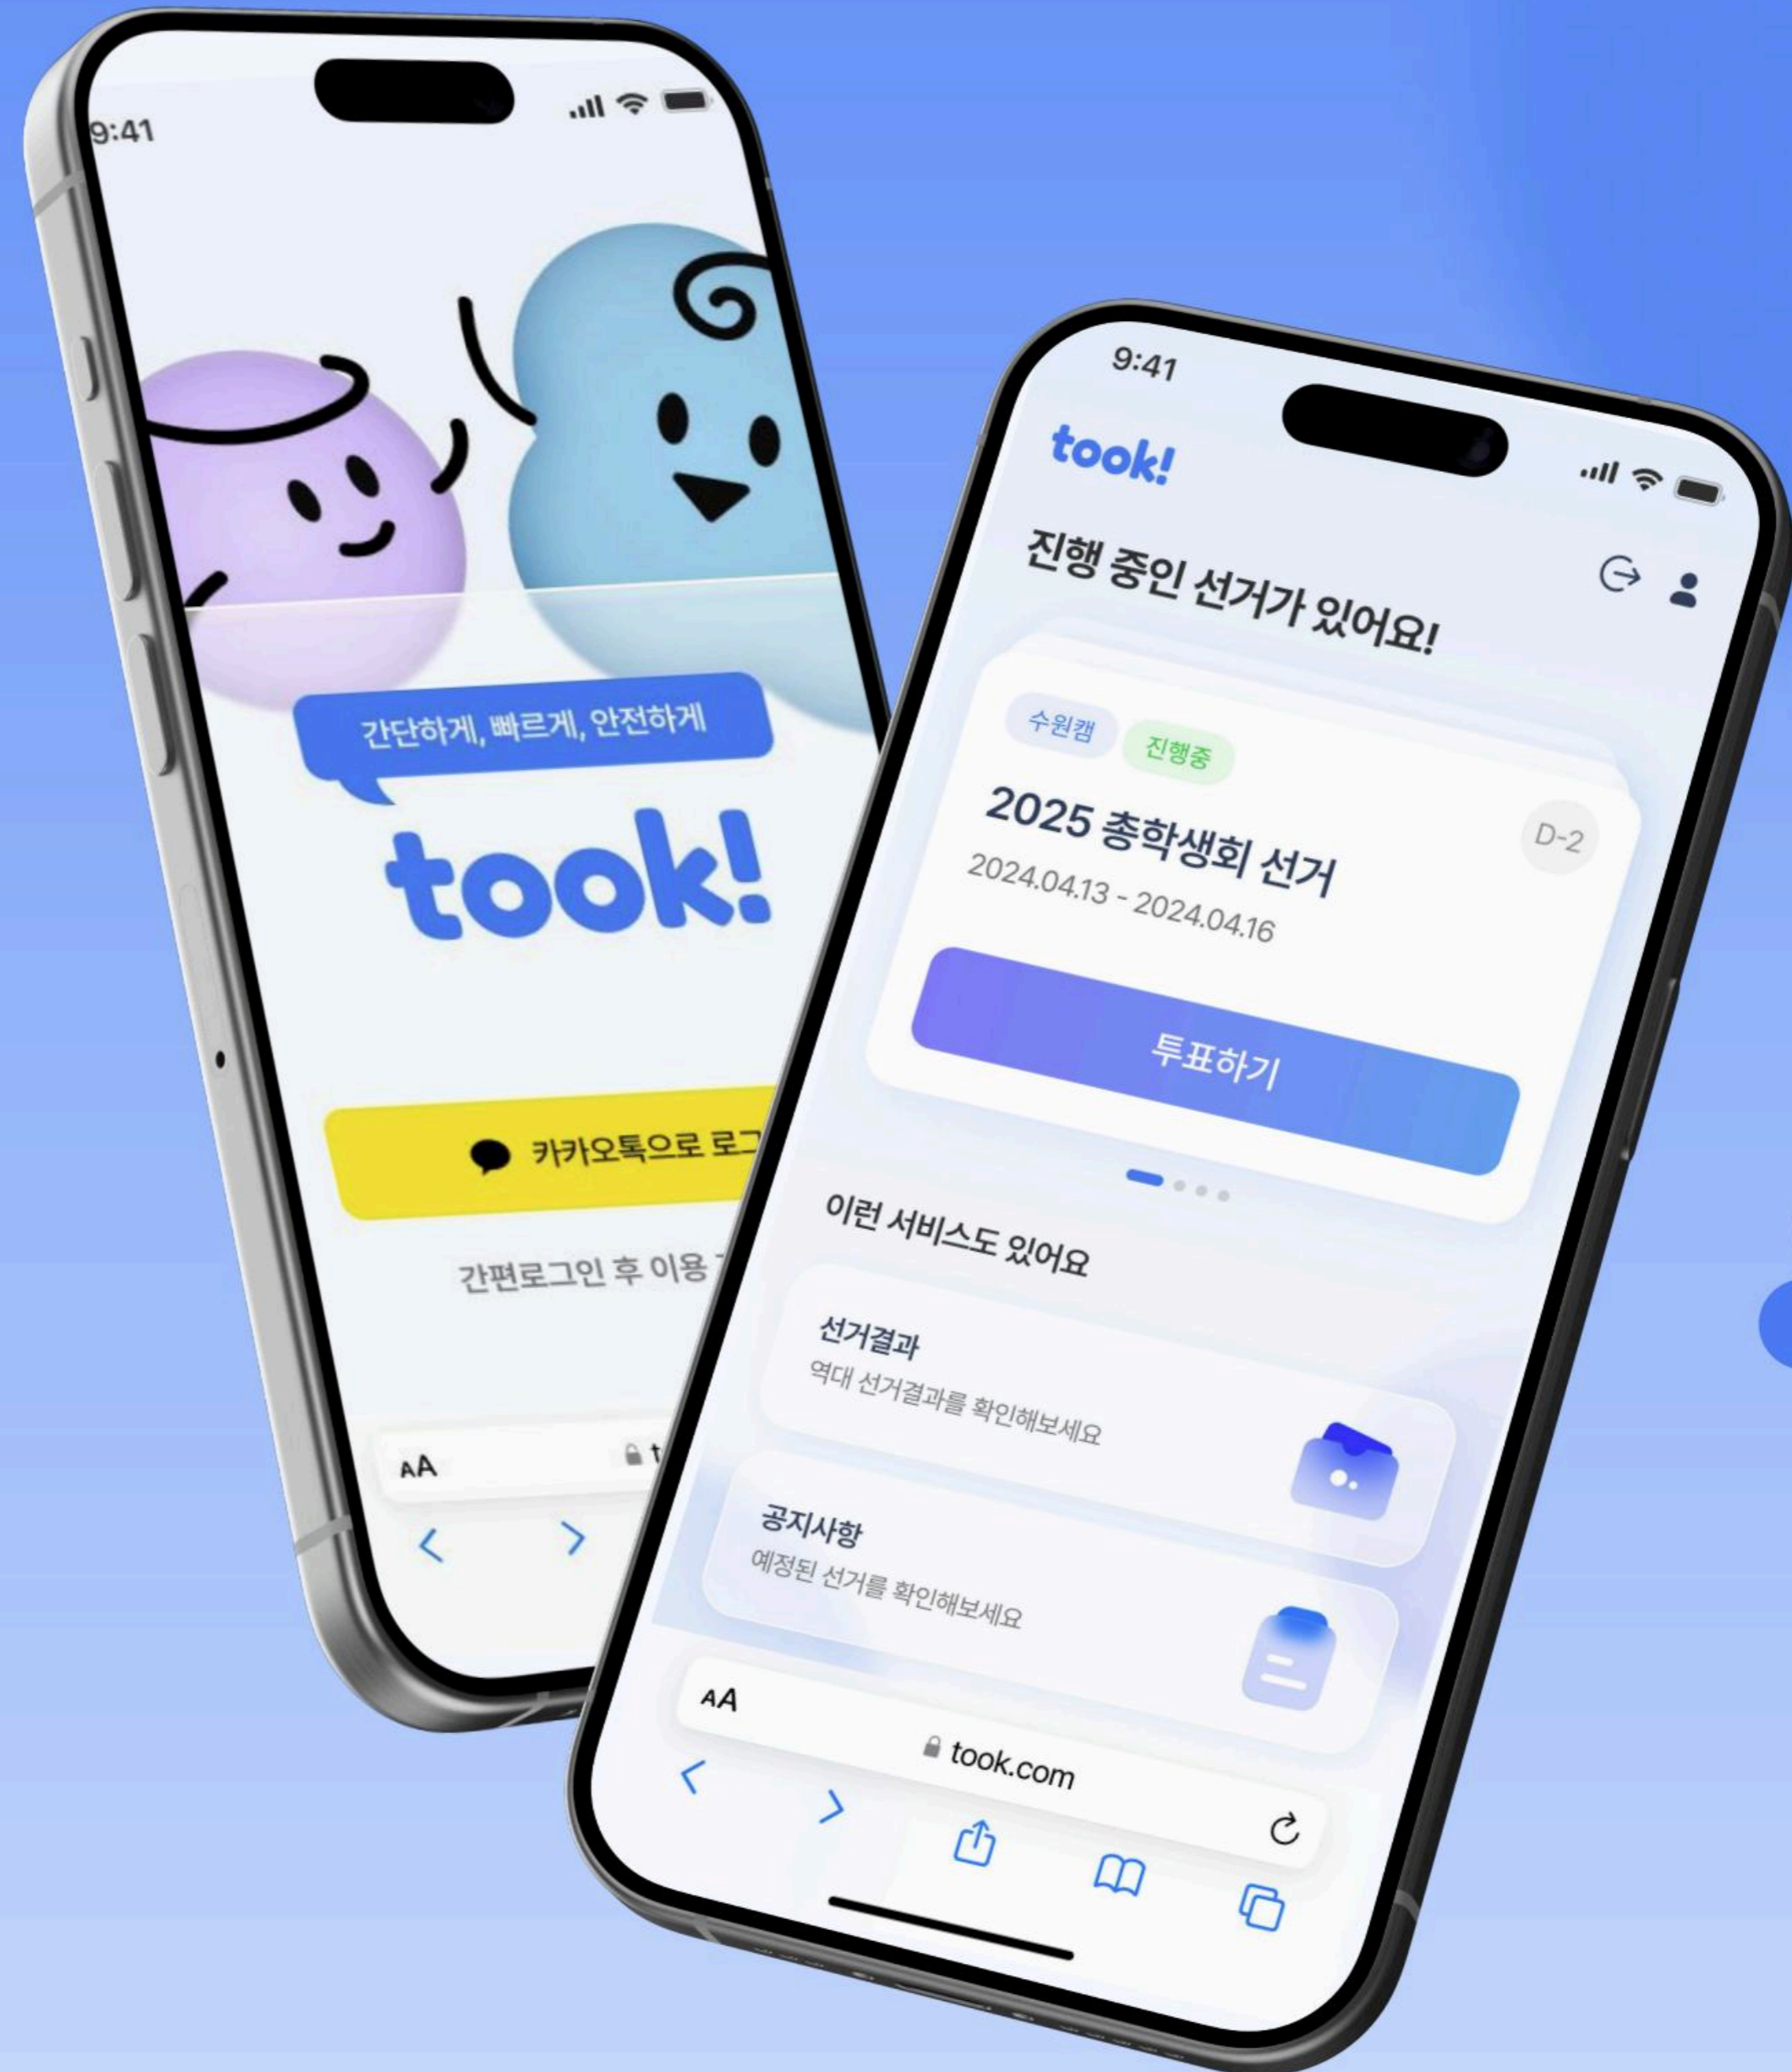 9:41
간단하게, 빠르게, 안전하게
took!
카카오톡으로
간편로그인 후 이용
AA
9:41
took!
진행 중인 선거가 있어요!
수원캠 진행중
2025 총학생회 선거
D-2
2024.04.13 - 2024.04.16
투표하기
이런 서비스도 있어요
선거결과
역대 선거결과를 확인해보세요
공지사항
예정된 선거를 확인해보세요
AA
took.com